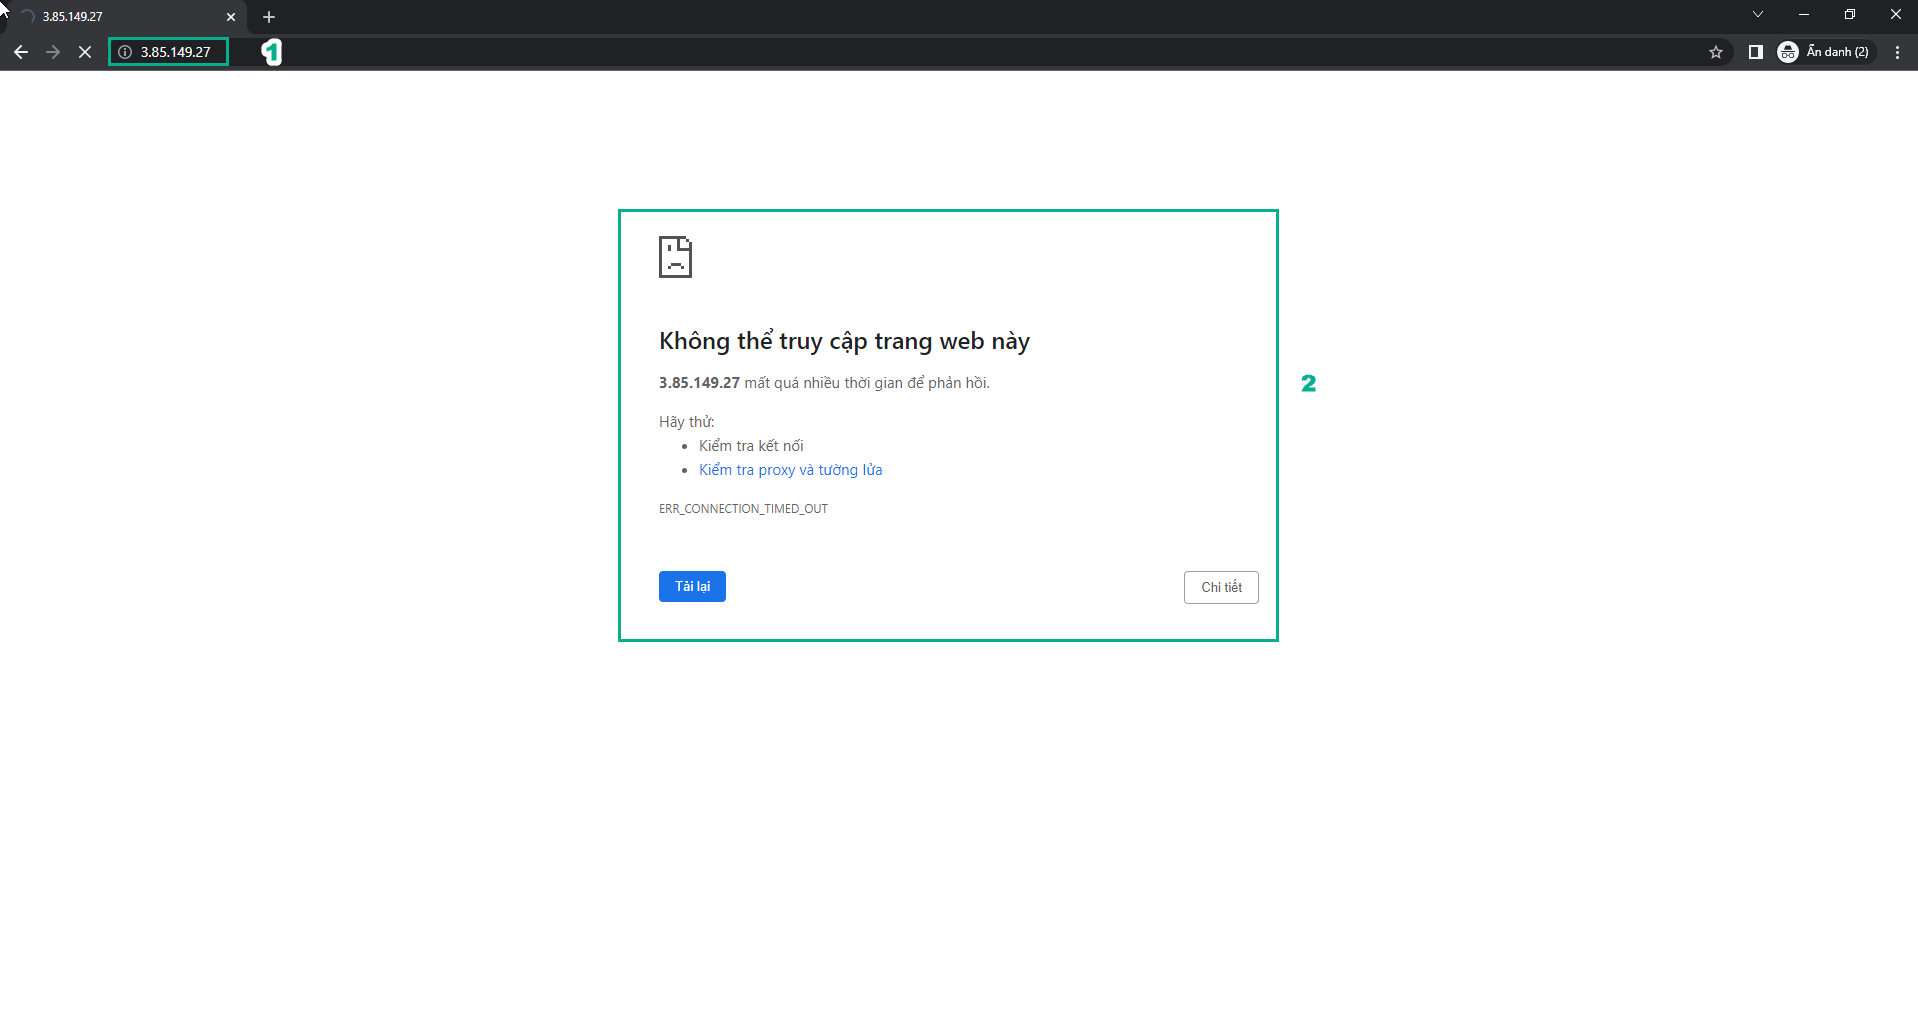 3.85.149.27
3.85.149.27
1
Ẩn danh (2)
Không thể truy cập trang web này
3.85.149.27 mất quá nhiều thời gian để phản hồi.
2
Hãy thử:
Kiểm tra kết nối
Kiểm tra proxy và tường lửa
ERR_CONNECTION_TIMED_OUT
Tải lại
Chi tiết